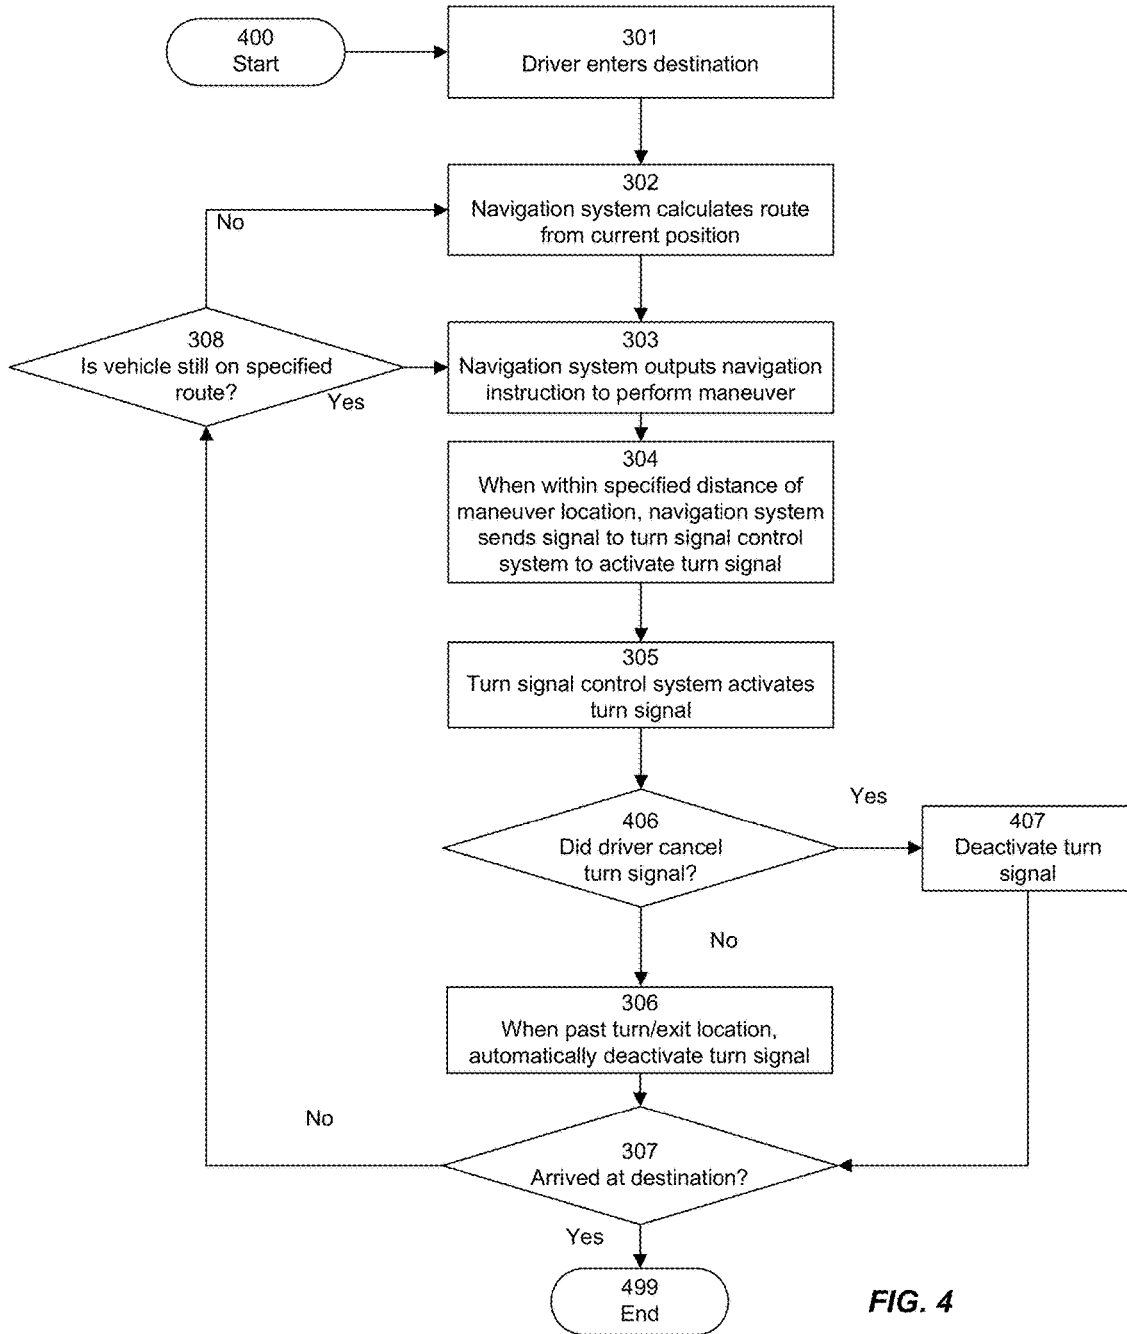 400
Start
301
Driver enters destination
302
Navigation system calculates route
from current position
No
308
Is vehicle still on specified
route?
Yes
303
Navigation system outputs navigation
instruction to perform maneuver
304
When within specified distance of
maneuver location, navigation system
sends signal to turn signal control
system to activate turn signal
305
Turn signal control system activates
turn signal
406
Did driver cancel
turn signal?
Yes
407
Deactivate turn
signal
No
306
When past turn/exit location,
automatically deactivate turn signal
No
307
Arrived at destination?
Yes
499
End
FIG. 4